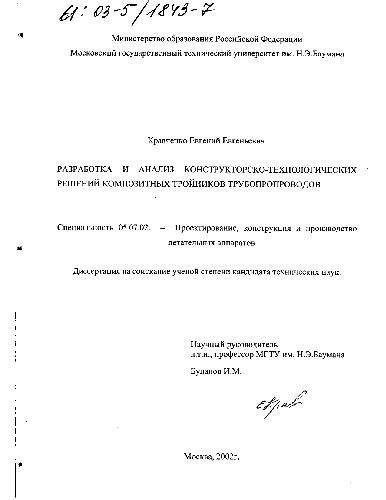 61: 03-5/1843-7
Министерство образования Российской Федерации
Московский государственный технический университет им. Н.Э.Баумана
Кравченко Евгений Евгеньевич
РАЗРАБОТКА И АНАЛИЗ КОНСТРУКТОРСКО-ТЕХНОЛОГИЧЕСКИХ
РЕШЕНИЙ КОМПОЗИТНЫХ ТРОЙНИКОВ ТРУБОПРОПРОВОДОВ
Специальность 05.07.02. – Проектирование, конструкция и производство
летательных аппаратов
Диссертация на соискание ученой степени кандидата технических наук.
Научный руководитель
д.т.н., профессор МГТУ им. Н.Э.Баумана
Буланов И.М.
Москва, 2002г.